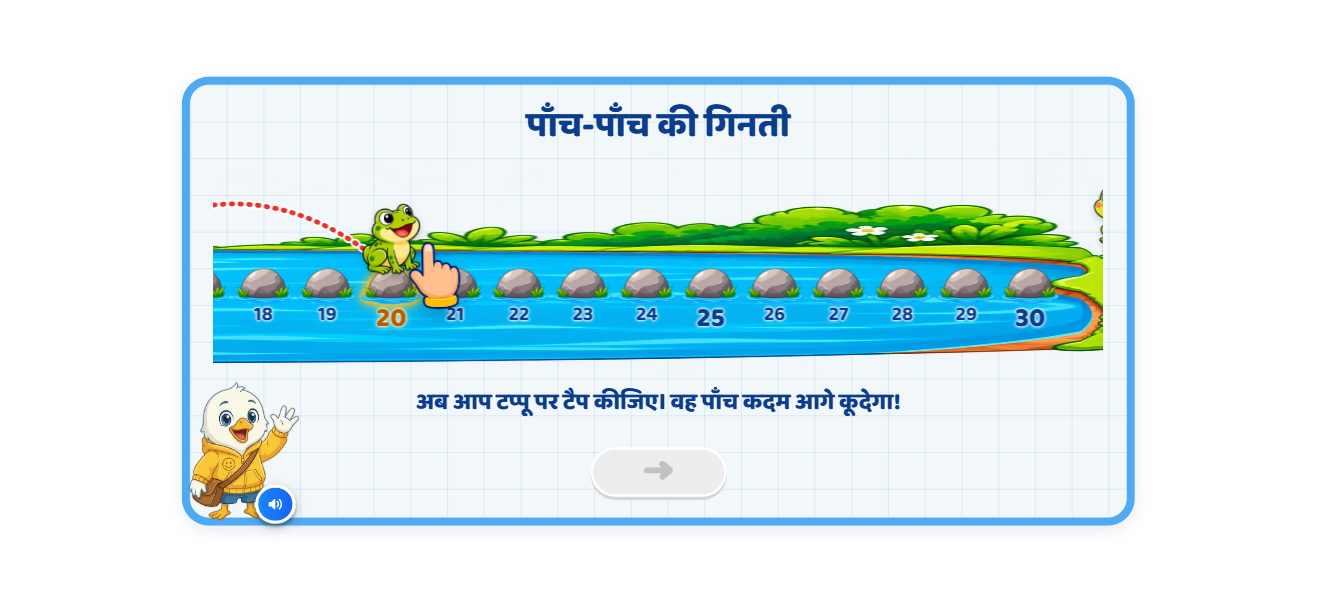 पाँच-पाँच की गिनती
18 19 20 21 22 23 24 25 26 27 28 29 30
अब आप टप्पू पर टैप कीजिए। वह पाँच कदम आगे कूदेगा!